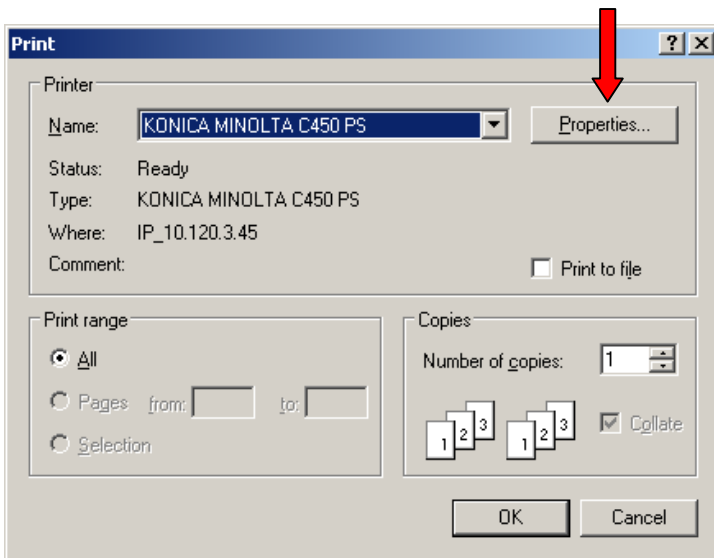 Print
Printer
Name: KONICA MINOLTA C450 PS Properties...
Status: Ready
Type: KONICA MINOLTA C450 PS
Where: IP_10.120.3.45
Comment: Print to file
Print range
All
Pages from: to:
Selection
Copies
Number of copies: 1
1 2 3 1 2 3 Collate
OK Cancel